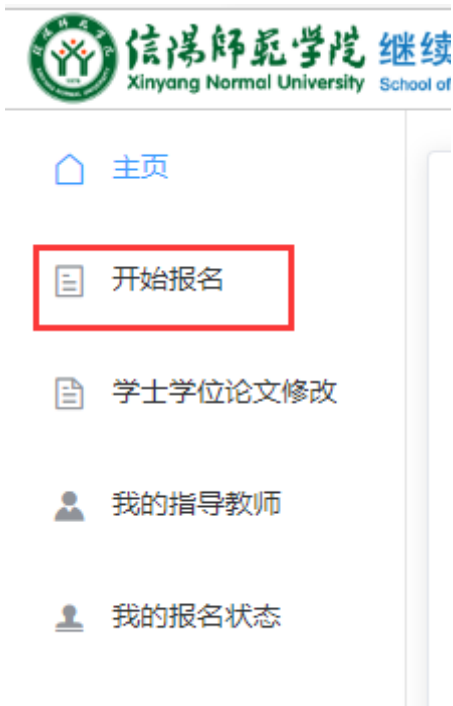 信陽師範學院 继续
Xinyang Normal University School of
主页
开始报名
学士学位论文修改
我的指导教师
我的报名状态